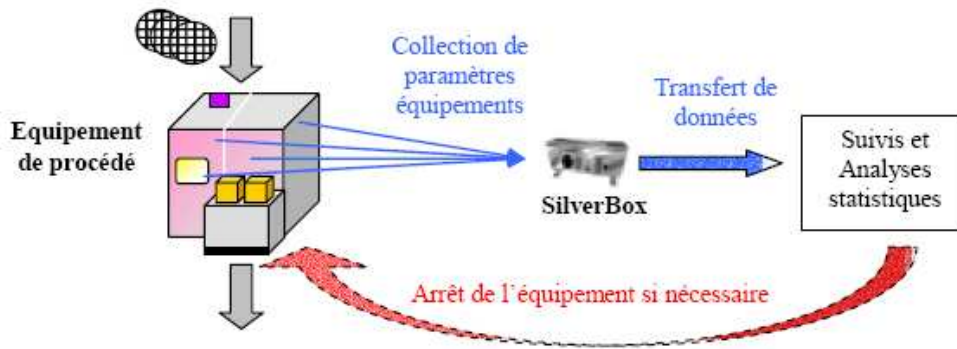 Collection de
paramètres
équipements
Transfert de
données
Equipement
de procédé
Suivis et
Analyses
statistiques
SilverBox
Arrêt de l'équipement si nécessaire